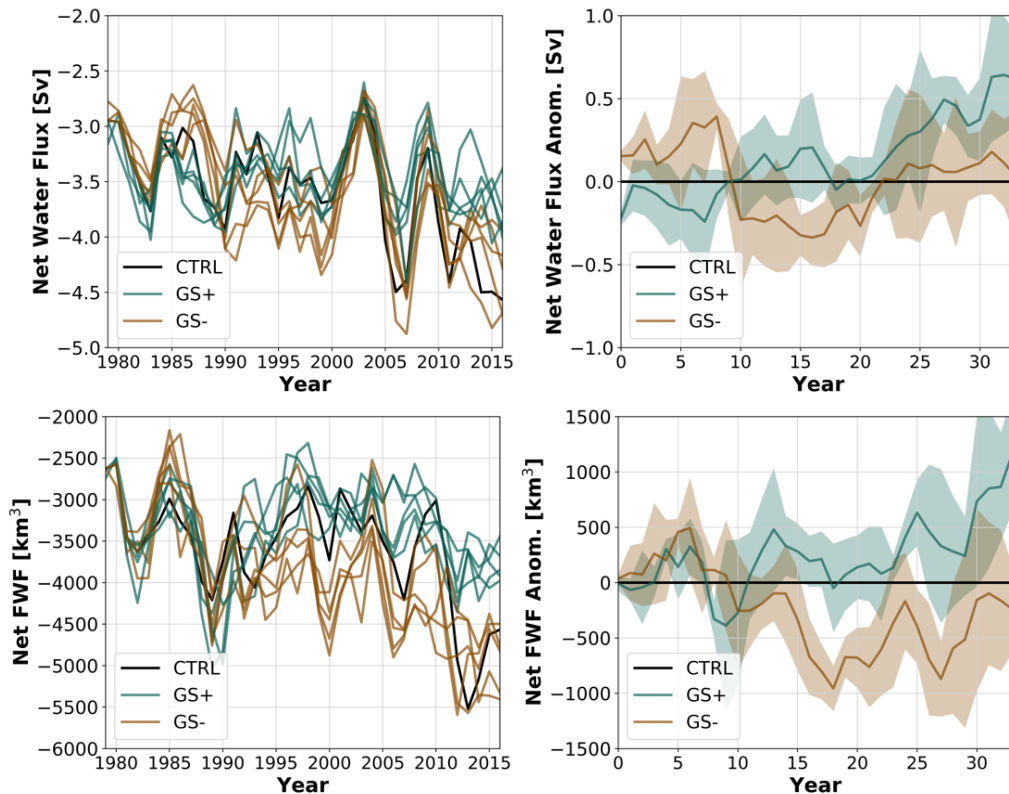 Net Water Flux [Sv]
−2.0
−2.5
−3.0
−3.5
−4.0
−4.5
−5.0
CTRL
GS+
GS-
1980 1985 1990 1995 2000 2005 2010 2015
Year
Net Water Flux Anom. [Sv]
1.0
0.5
0.0
−0.5
−1.0
CTRL
GS+
GS-
0 5 10 15 20 25 30
Year
Net FWF [km³]
−2000
−2500
−3000
−3500
−4000
−4500
−5000
−5500
−6000
CTRL
GS+
GS-
1980 1985 1990 1995 2000 2005 2010 2015
Year
Net FWF Anom. [km³]
1500
1000
500
0
−500
−1000
−1500
CTRL
GS+
GS-
0 5 10 15 20 25 30
Year